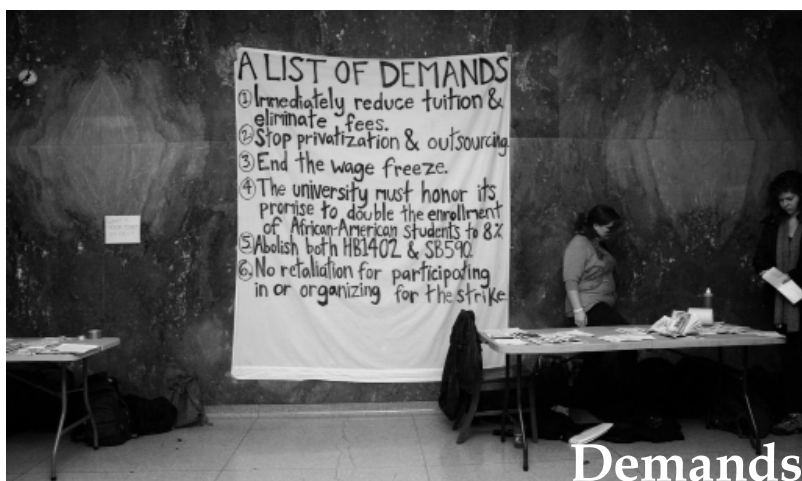 A LIST OF DEMANDS
① Immediately reduce tuition &
eliminate fees.
② Stop privatization & outsourcing.
③ End the wage freeze.
④ The university must honor its
promise to double the enrollment
of African-American students to 8%
⑤ Abolish both HB1402 & SB590
⑥ No retaliation for participating
in or organizing for the strike.
Demands